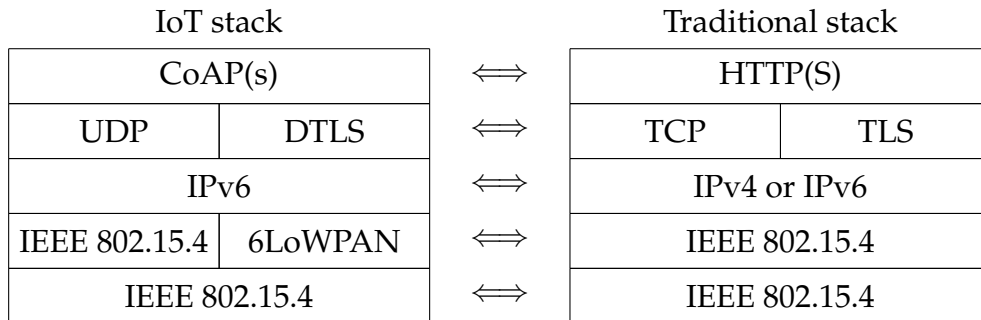 IoT stack Traditional stack
CoAP(s) ⟺ HTTP(S)
UDP DTLS ⟺ TCP TLS
IPv6 ⟺ IPv4 or IPv6
IEEE 802.15.4 6LoWPAN ⟺ IEEE 802.15.4
IEEE 802.15.4 ⟺ IEEE 802.15.4